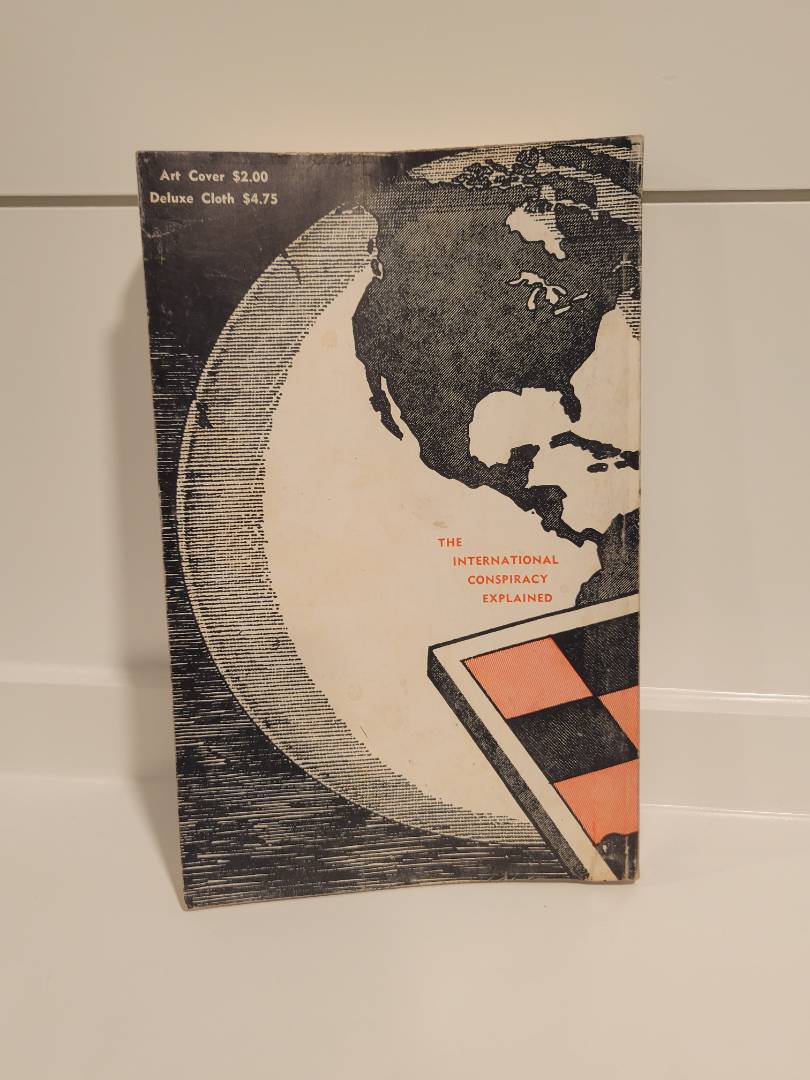 Art Cover $2.00
Deluxe Cloth $4.75
THE
INTERNATIONAL
CONSPIRACY
EXPLAINED